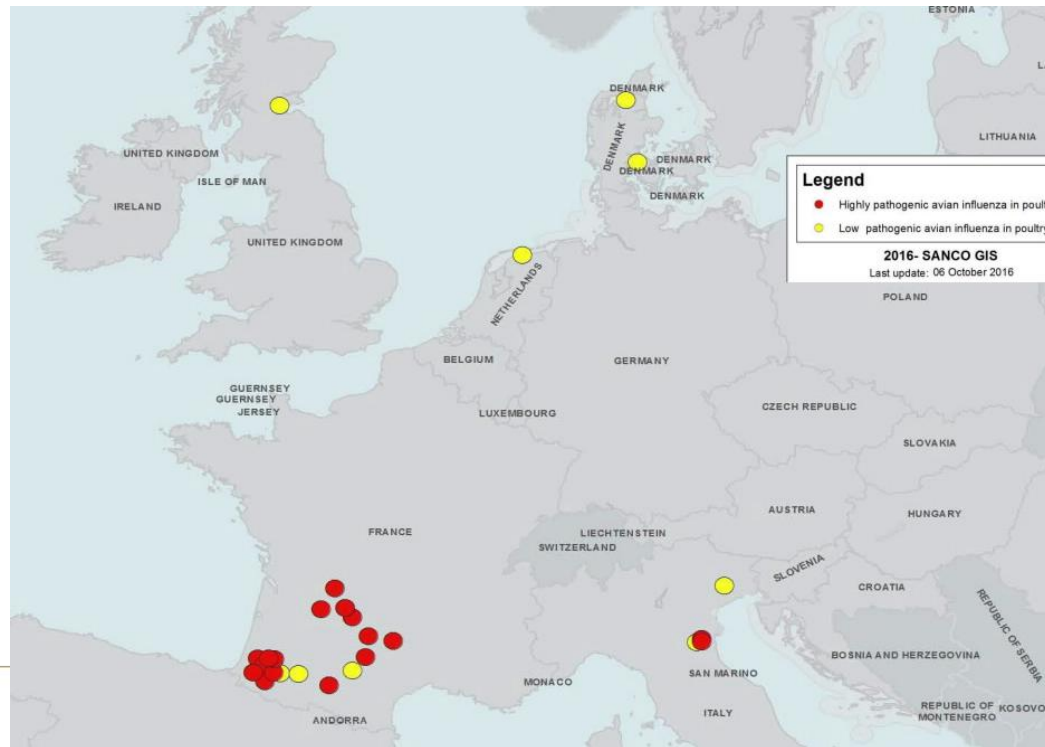 ESTONIA
DENMARK
LITHUANIA
UNITED KINGDOM
DENMARK
DENMARK
DENMARK
ISLE OF MAN
DENMARK
Legend
Highly pathogenic avian influenza in poult
Low pathogenic avian influenza in poultry
2016- SANCO GIS
Last update: 06 October 2016
IRELAND
UNITED KINGDOM
NETHERLANDS
POLAND
BELGIUM
GERMANY
GUERNSEY
GUERNSEY
JERSEY
LUXEMBOURG
CZECH REPUBLIC
SLOVAKIA
AUSTRIA
HUNGARY
FRANCE
LIECHTENSTEIN
SWITZERLAND
SLOVENIA
CROATIA
REPUBLIC OF SERBIA
BOSNIA AND HERZEGOVINA
SAN MARINO
MONACO
ITALY
ANDORRA
REPUBLIC OF
MONTENEGRO
KOSOVO